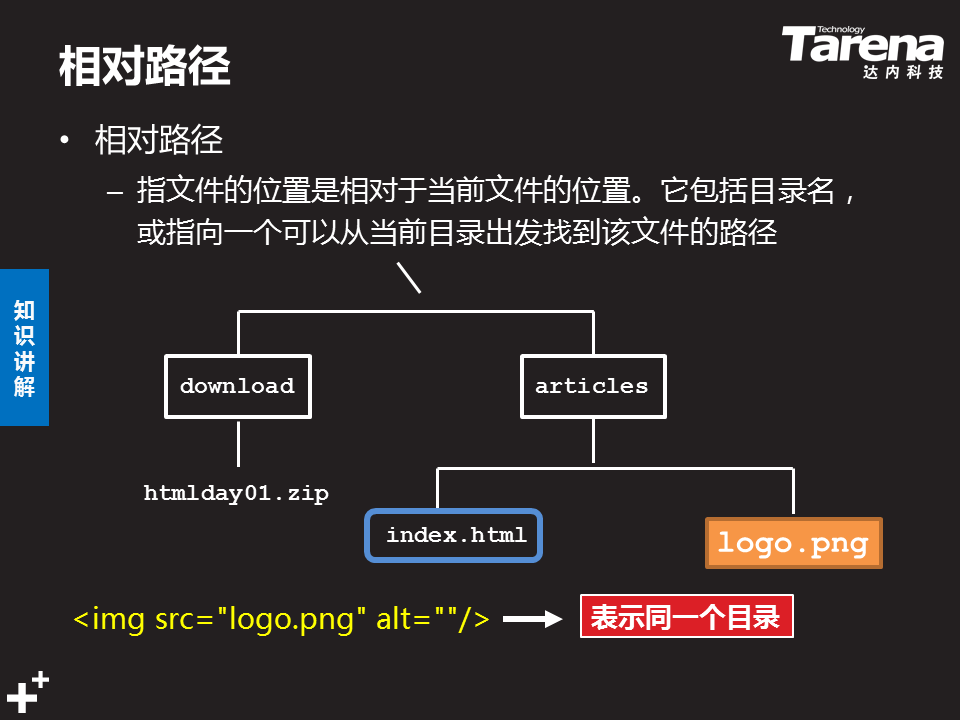 相对路径
Technology
Tarena
达内科技
• 相对路径
– 指文件的位置是相对于当前文件的位置。它包括目录名，
或指向一个可以从当前目录出发找到该文件的路径
知识讲解
\
download
articles
htmlday01.zip
index.html
logo.png
<img src="logo.png" alt=""/>
表示同一个目录